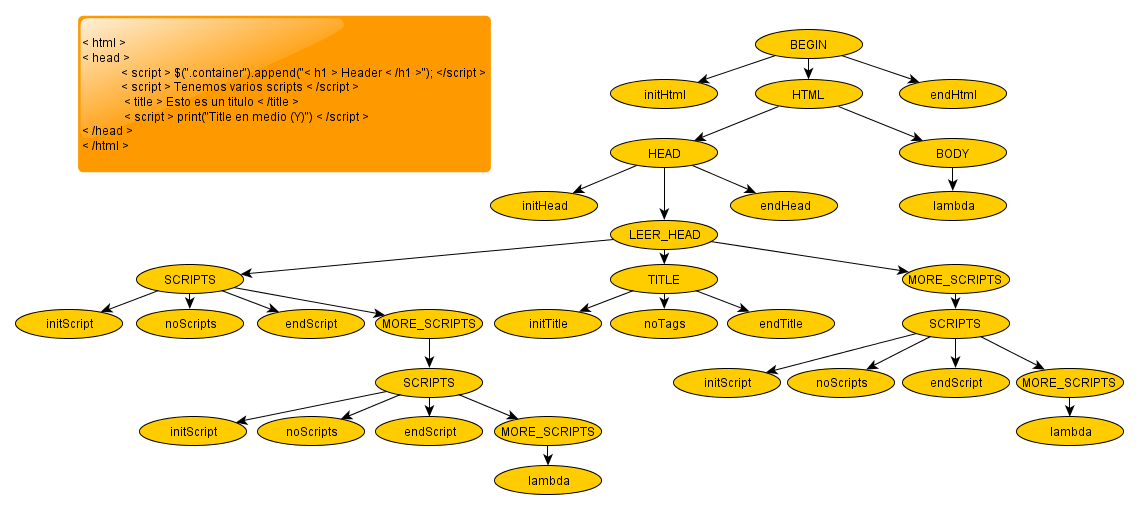 < html >
< head >
< script > $(".container").append("< h1 > Header < /h1 >"); </script >
< script > Tenemos varios scripts < /script >
< title > Esto es un titulo < /title >
< script > print("Title en medio (Y)") < /script >
< /head >
< /html >
BEGIN
initHtml HTML endHtml
HEAD BODY
initHead endHead lambda
LEER_HEAD
SCRIPTS TITLE MORE_SCRIPTS
initScript noScripts endScript MORE_SCRIPTS initTitle noTags endTitle SCRIPTS
SCRIPTS initScript noScripts endScript MORE_SCRIPTS
initScript noScripts endScript MORE_SCRIPTS lambda
lambda